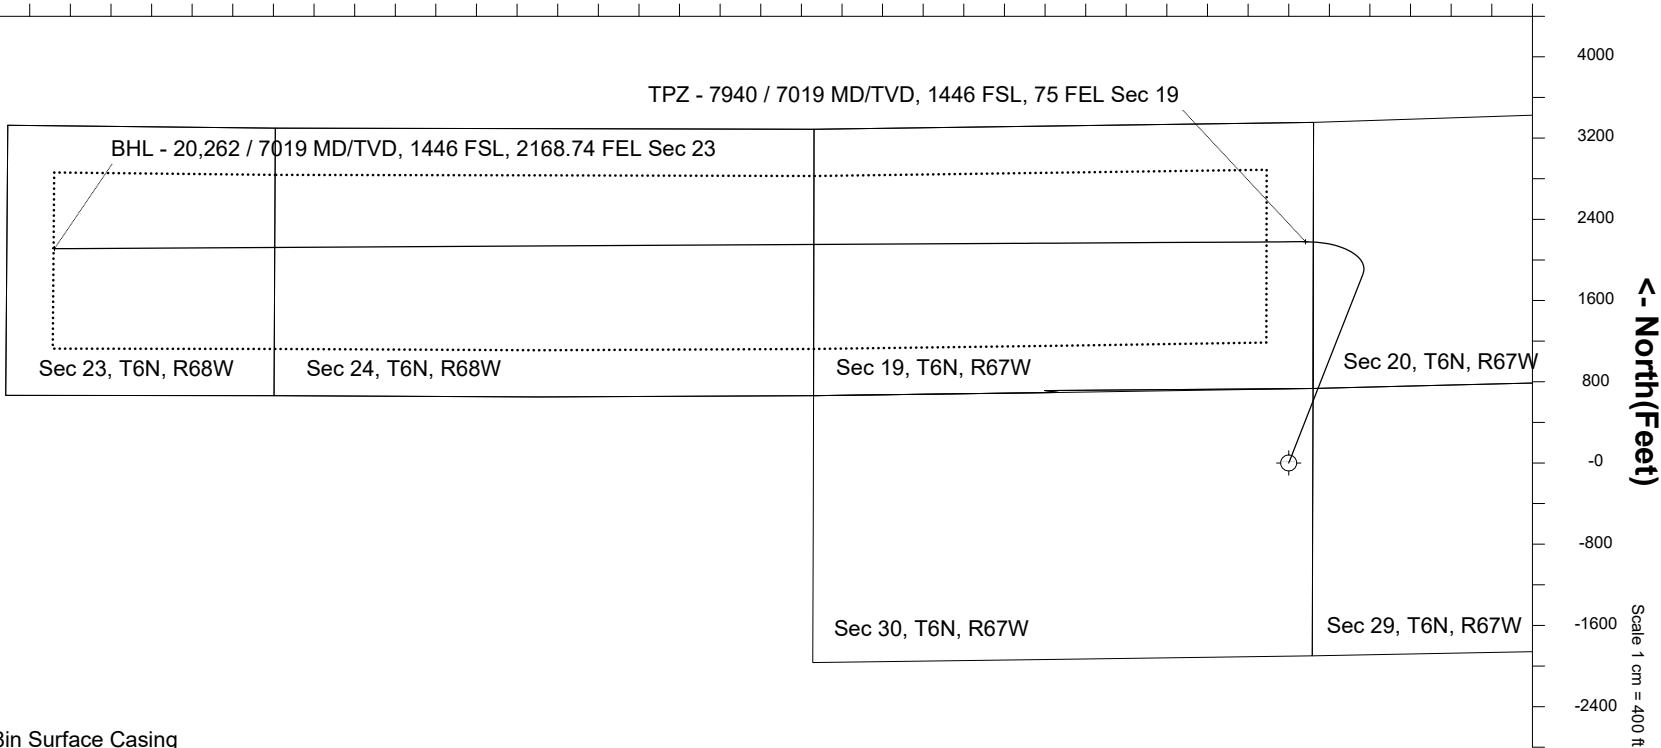 4000
TPZ - 7940 / 7019 MD/TVD, 1446 FSL, 75 FEL Sec 19
3200
BHL - 20,262 / 7019 MD/TVD, 1446 FSL, 2168.74 FEL Sec 23
2400
1600
<- North(Feet)
Sec 23, T6N, R68W
Sec 24, T6N, R68W
Sec 19, T6N, R67W
Sec 20, T6N, R67W
800
-0
-800
Sec 30, T6N, R67W
Sec 29, T6N, R67W
-1600
Scale 1 cm = 400 ft
-2400
3in Surface Casing